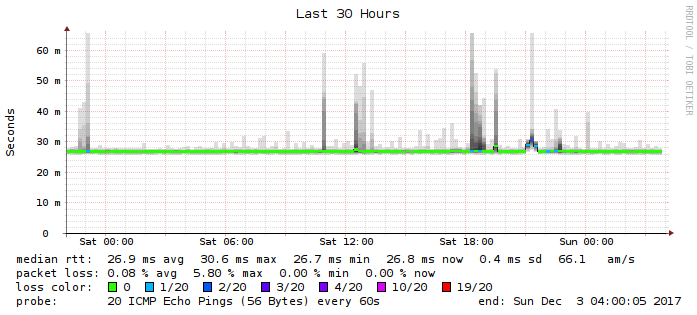 Last 30 Hours
RRDTOOL / TOBI OETIKER
Seconds
60 m
50 m
40 m
30 m
20 m
10 m
0
Sat 00:00 Sat 06:00 Sat 12:00 Sat 18:00 Sun 00:00
median rtt: 26.9 ms avg 30.6 ms max 26.7 ms min 26.8 ms now 0.4 ms sd 66.1 am/s
packet loss: 0.08 % avg 5.80 % max 0.00 % min 0.00 % now
loss color: 0 1/20 2/20 3/20 4/20 10/20 19/20
probe: 20 ICMP Echo Pings (56 Bytes) every 60s end: Sun Dec 3 04:00:05 2017